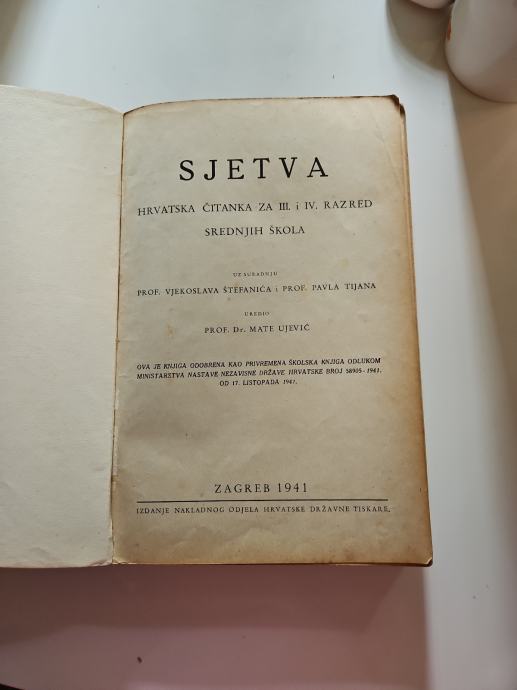 SJETVA
HRVATSKA ČITANKA ZA III. i IV. RAZRED
SREDNJIH ŠKOLA
UZ SURADNJU
PROF. VJEKOSLAVA ŠTEFANIĆA i PROF. PAVLA TIJANA
UREDIO
PROF. Dr. MATE UJEVIĆ
OVA JE KNJIGA ODOBRENA KAO PRIVREMENA ŠKOLSKA KNJIGA ODLUKOM
MINISTARSTVA NASTAVE NEZAVISNE DRŽAVE HRVATSKE BROJ 58905-1941.
OD 17. LISTOPADA 1941.
ZAGREB 1941
IZDANJE NAKLADNOG ODJELA HRVATSKE DRŽAVNE TISKARE.